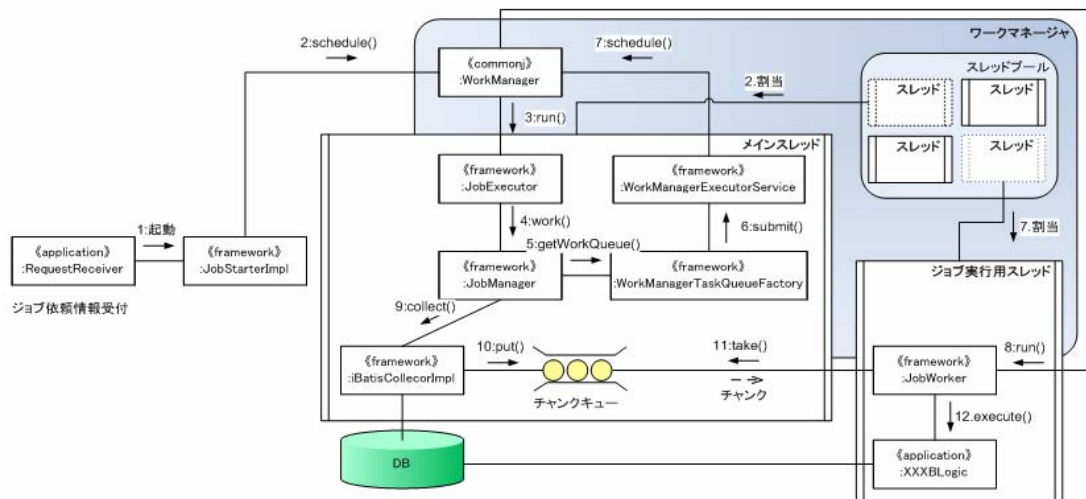 ワークマネージャ
2:schedule()
7:schedule()
《commonj》
:WorkManager
スレッドプール
スレッド
スレッド
スレッド
スレッド
2.割当
3:run()
メインスレッド
《framework》
:JobExecutor
《framework》
:WorkManagerExecutorService
4:work()
6:submit()
7.割当
1:起動
5:getWorkQueue()
《application》
:RequestReceiver
《framework》
:JobStarterImpl
《framework》
:JobManager
《framework》
:WorkManagerTaskQueueFactory
ジョブ実行用スレッド
ジョブ依頼情報受付
9:collect()
10:put()
11:take()
8:run()
《framework》
:iBatisCollecorImpl
《framework》
:JobWorker
チャンクキュー
チャンク
12.execute()
DB
《application》
:XXXBLogic